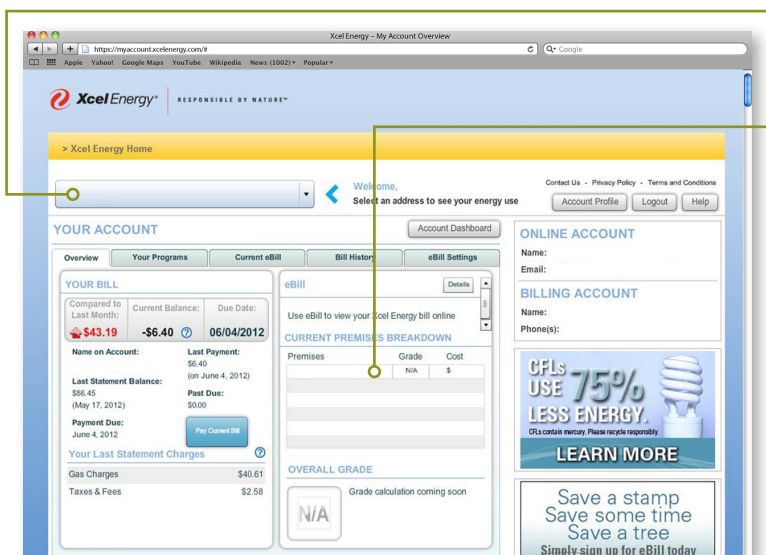 Xcel Energy – My Account Overview
https://myaccount.xcelenergy.com/#
Google
Apple Yahoo! Google Maps YouTube Wikipedia News (1002) Popular
Xcel Energy® RESPONSIBLE BY NATURE™
> Xcel Energy Home
Contact Us - Privacy Policy - Terms and Conditions
Welcome,
Select an address to see your energy use
Account Profile Logout Help
YOUR ACCOUNT
Account Dashboard
Overview Your Programs Current eBill Bill History eBill Settings
YOUR BILL
Compared to Last Month:
$43.19
Current Balance:
-$6.40 ?
Due Date:
06/04/2012
Name on Account:
Last Payment:
$6.40
(on June 4, 2012)
Last Statement Balance:
$86.45
(May 17, 2012)
Past Due:
$0.00
Payment Due:
June 4, 2012
Pay Current Bill
Your Last Statement Charges ?
Gas Charges $40.61
Taxes & Fees $2.58
eBill
Details
Use eBill to view your Xcel Energy bill online
CURRENT PREMISES BREAKDOWN
Premises Grade Cost
N/A $
OVERALL GRADE
N/A
Grade calculation coming soon
ONLINE ACCOUNT
Name:
Email:
BILLING ACCOUNT
Name:
Phone(s):
CFLs
USE 75%
LESS ENERGY.
CFLs contain mercury. Please recycle responsibly.
LEARN MORE
Save a stamp
Save some time
Save a tree
Simply sign up for eBill today